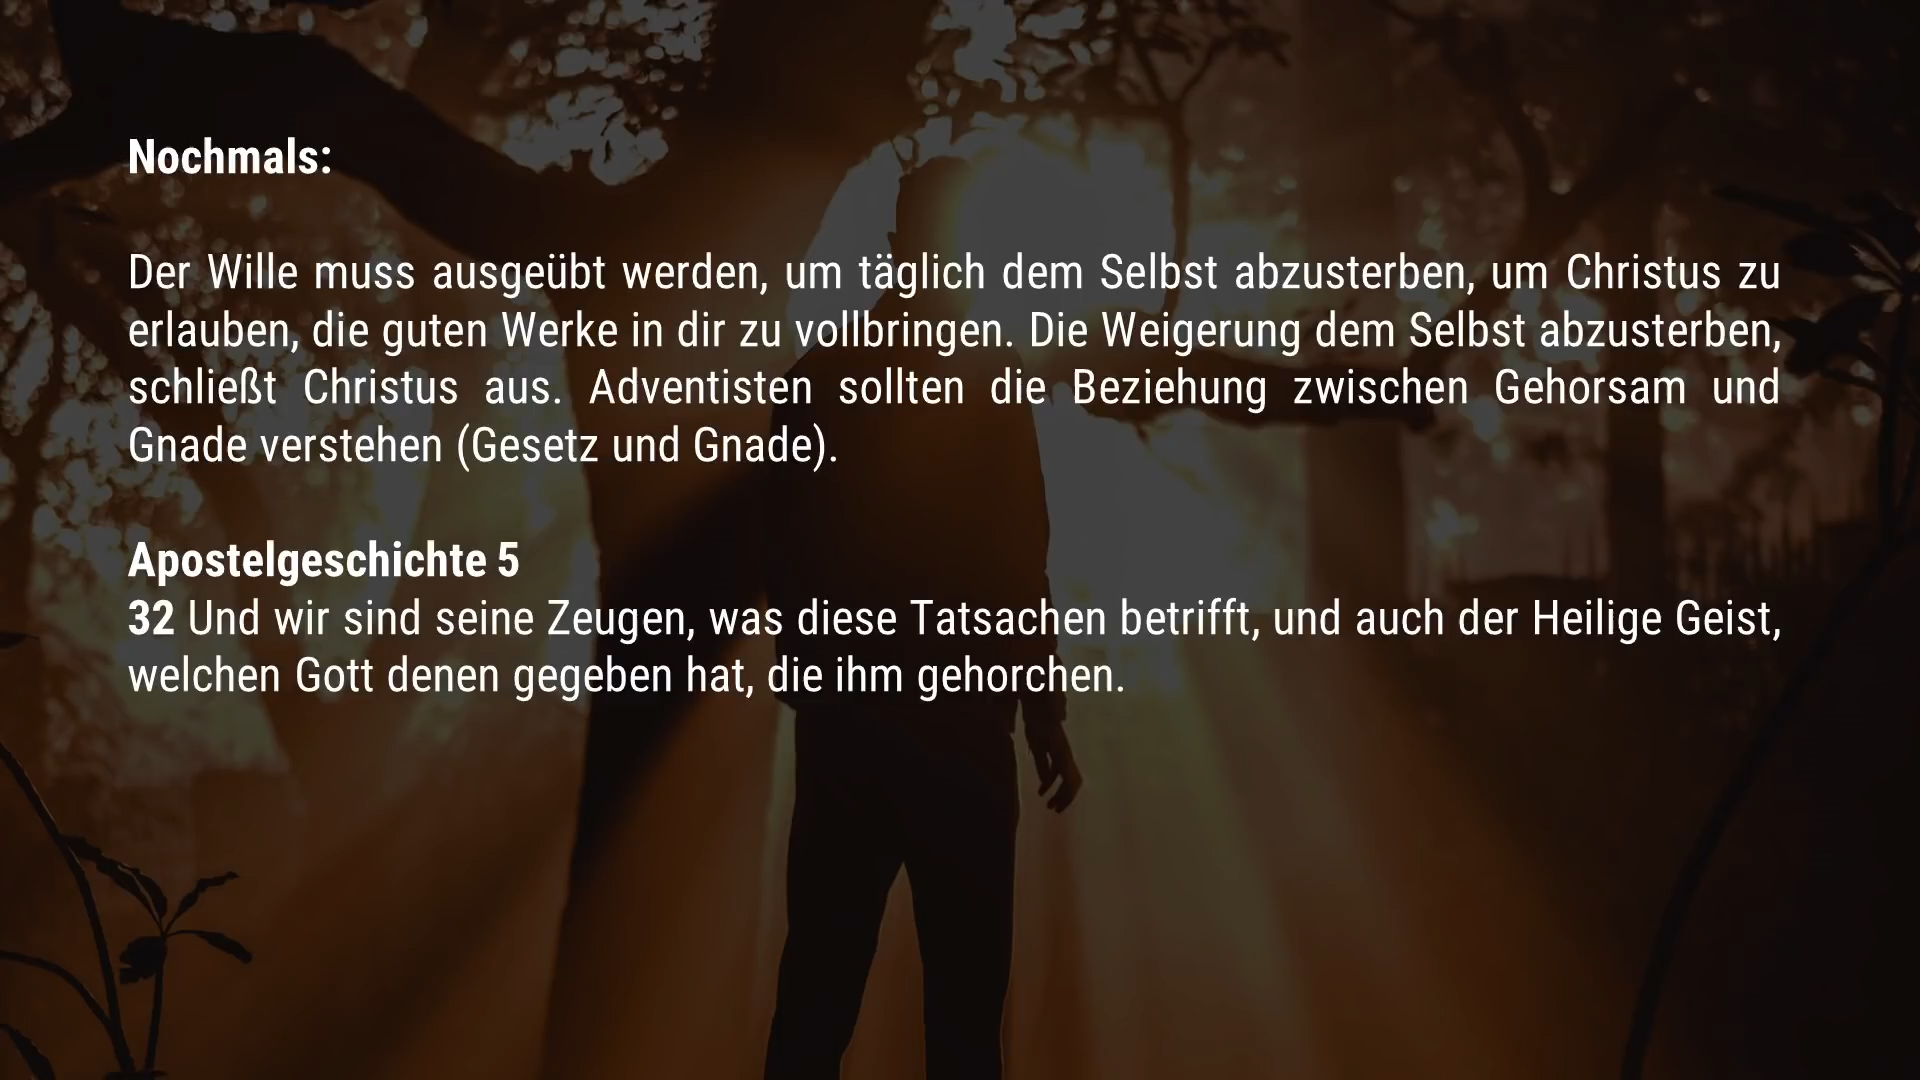 Nochmals:
Der Wille muss ausgeübt werden, um täglich dem Selbst abzusterben, um Christus zu
erlauben, die guten Werke in dir zu vollbringen. Die Weigerung dem Selbst abzusterben,
schließt Christus aus. Adventisten sollten die Beziehung zwischen Gehorsam und
Gnade verstehen (Gesetz und Gnade).
Apostelgeschichte 5
32 Und wir sind seine Zeugen, was diese Tatsachen betrifft, und auch der Heilige Geist,
welchen Gott denen gegeben hat, die ihm gehorchen.